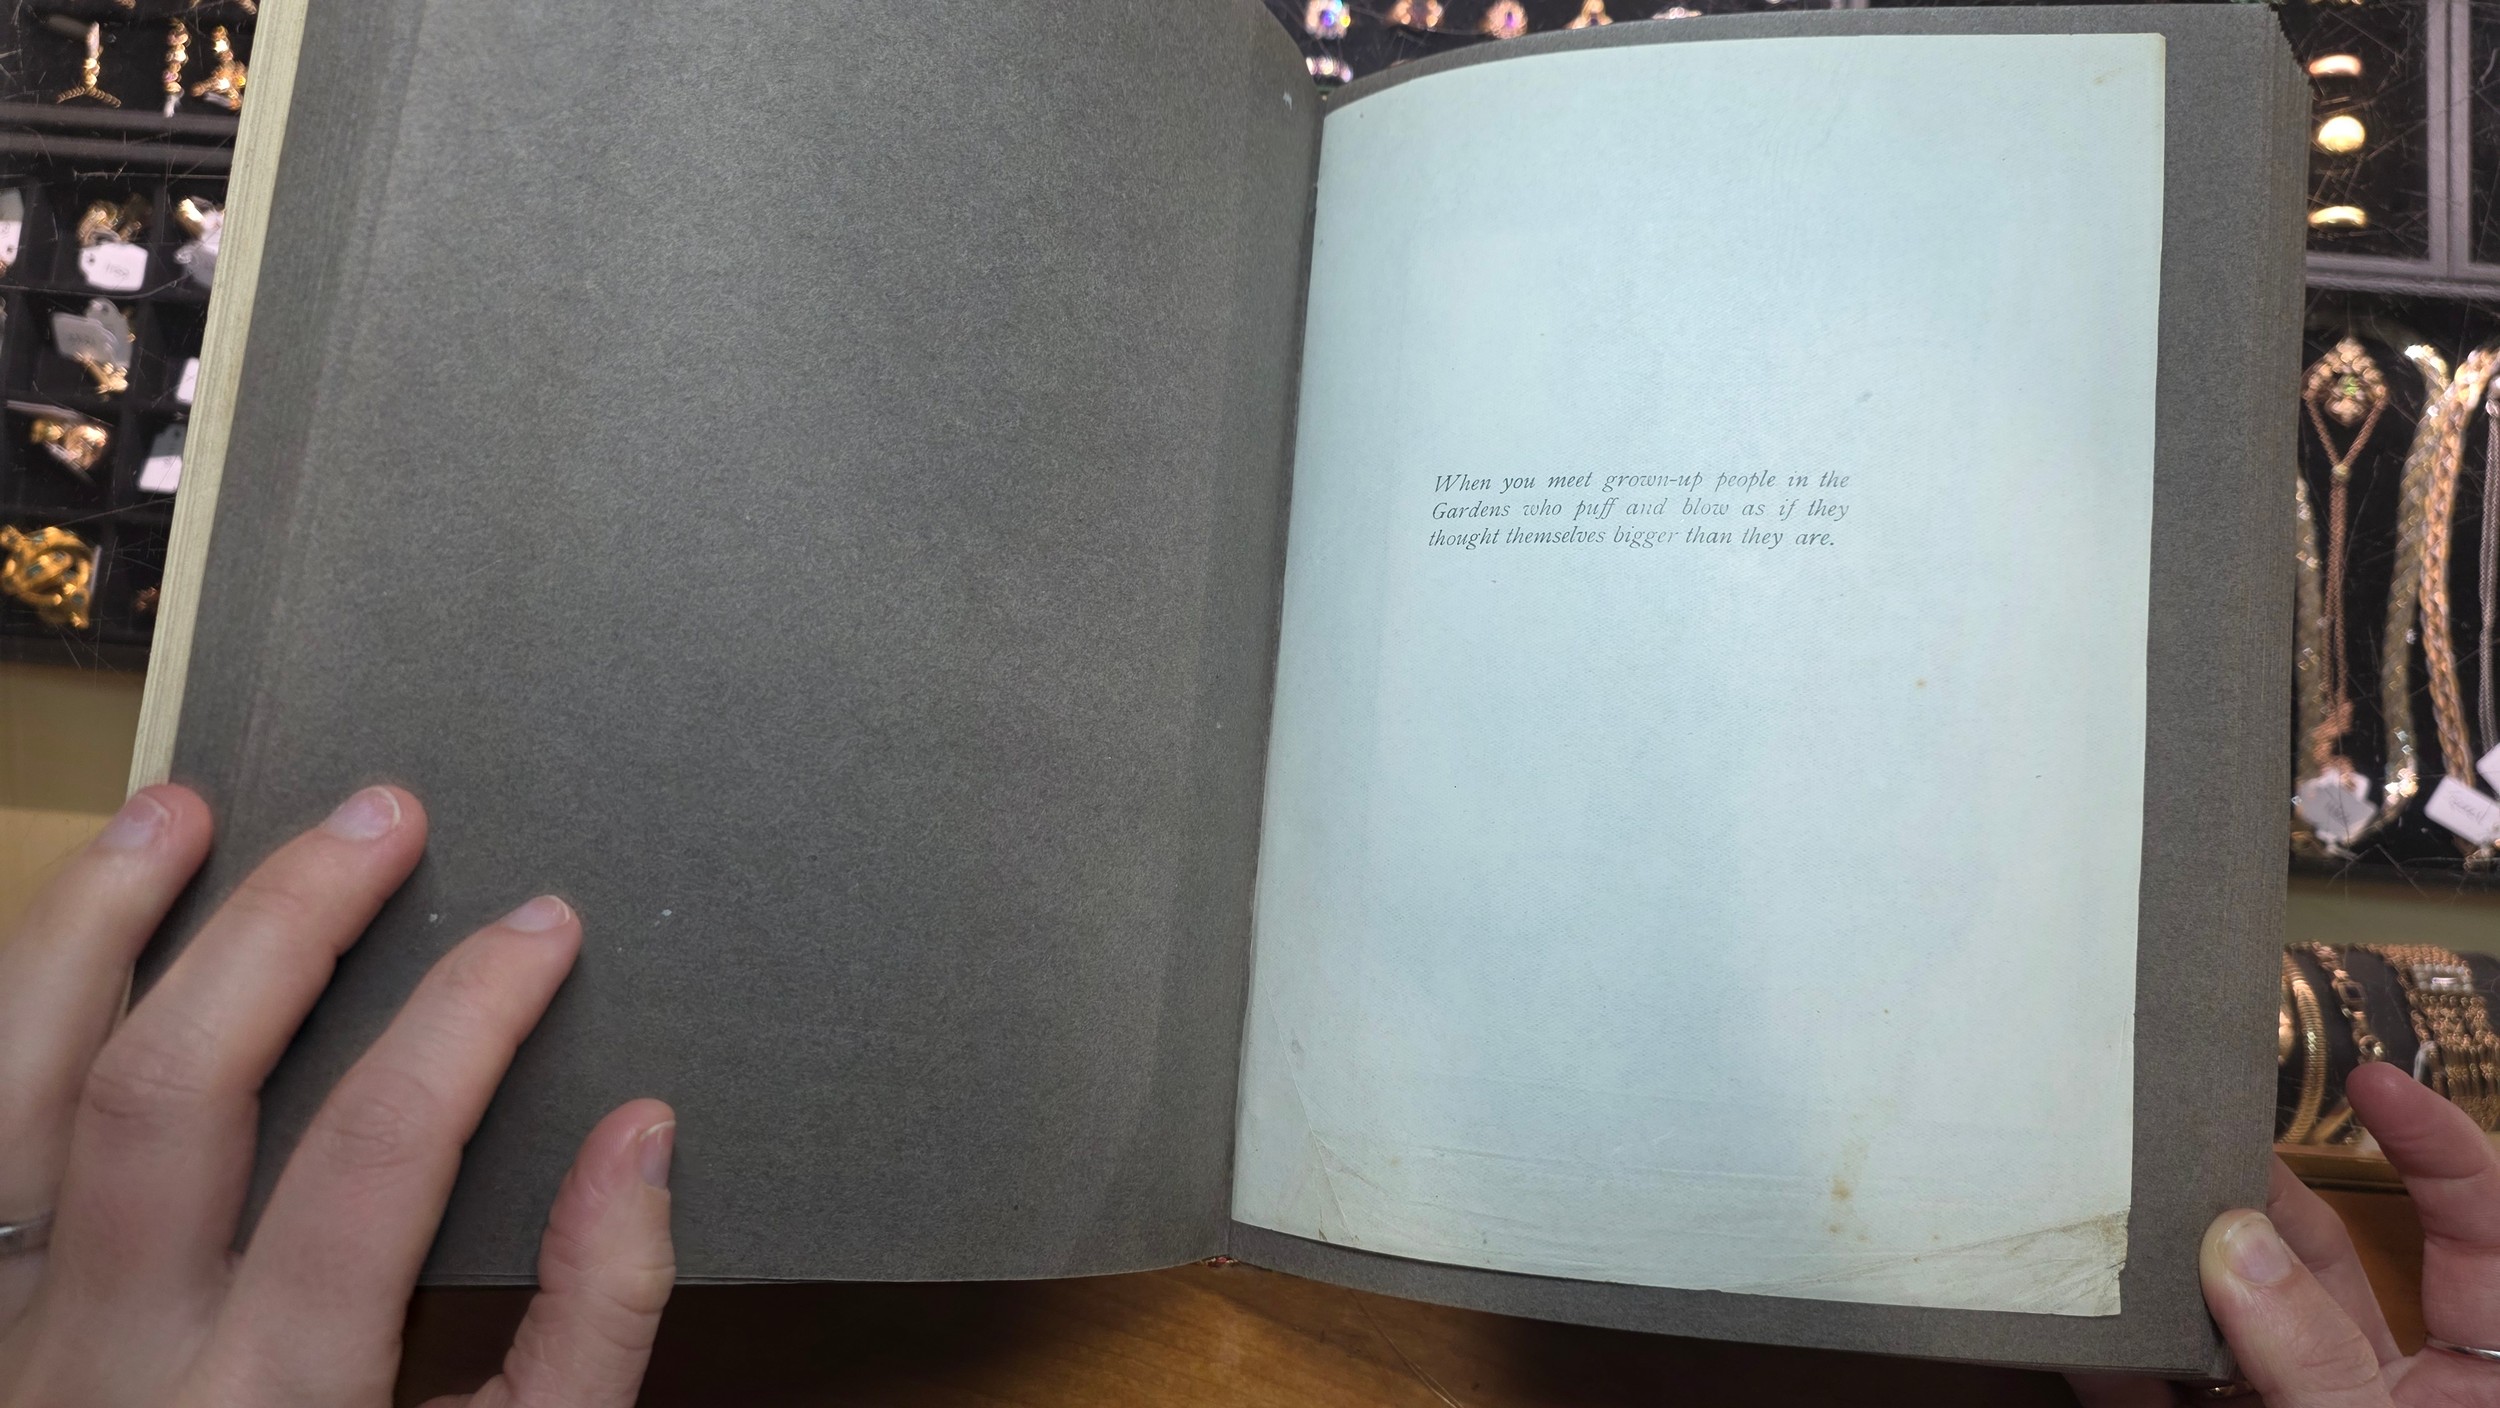 When you meet grown-up people in the
Gardens who puff and blow as if they
thought themselves bigger than they are.